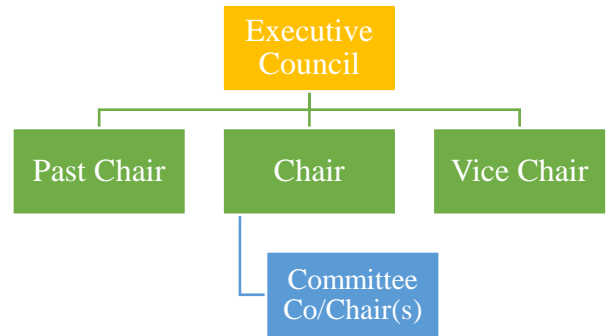 Executive
Council
Past Chair
Chair
Vice Chair
Committee
Co/Chair(s)